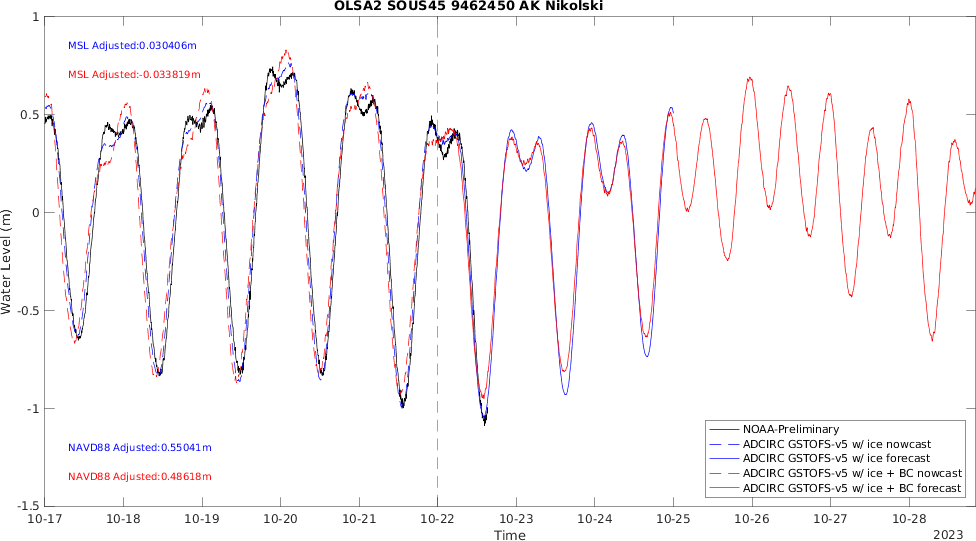 OLSA2 SOUS45 9462450 AK Nikolski
1
MSL Adjusted:0.030406m
MSL Adjusted:-0.033819m
0.5
0
Water Level (m)
-0.5
-1
NOAA-Preliminary
ADCIRC GSTOFS-v5 w/ ice nowcast
NAVD88 Adjusted:0.55041m
ADCIRC GSTOFS-v5 w/ ice forecast
ADCIRC GSTOFS-v5 w/ ice + BC nowcast
NAVD88 Adjusted:0.48618m
ADCIRC GSTOFS-v5 w/ ice + BC forecast
-1.5
10-17 10-18 10-19 10-20 10-21 10-22 10-23 10-24 10-25 10-26 10-27 10-28
Time
2023